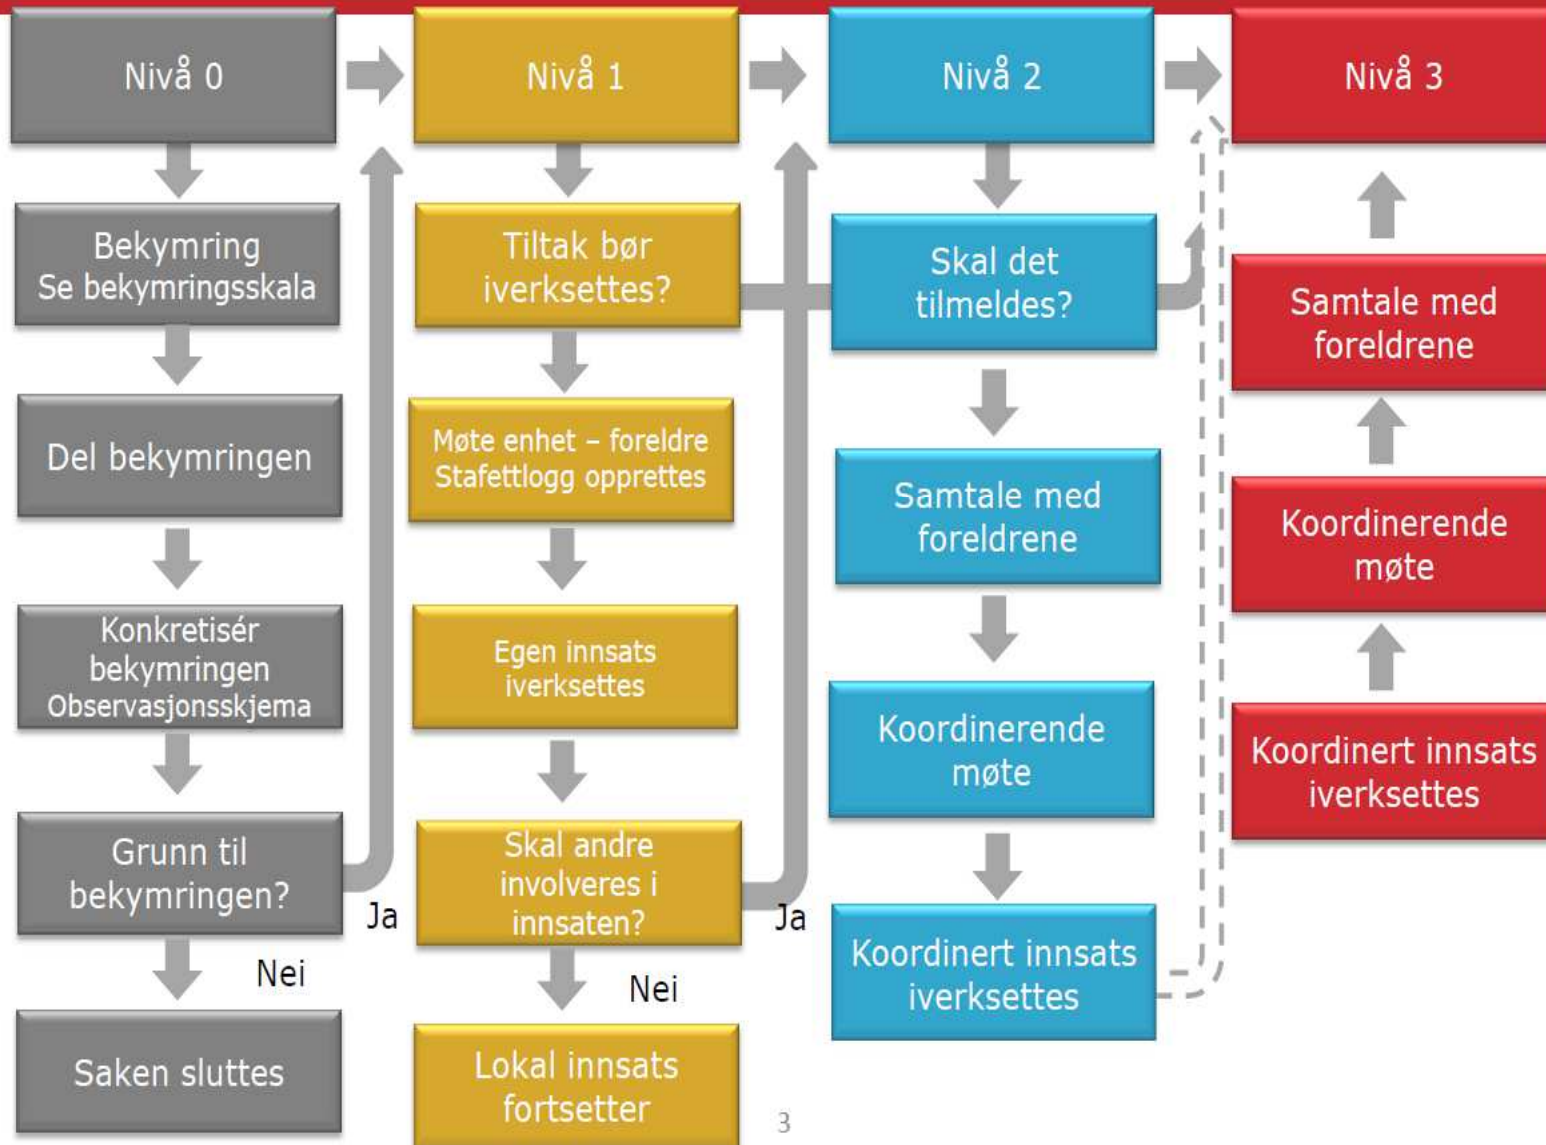 Nivå 0
Bekymring
Se bekymringsskala
Del bekymringen
Konkretisér
bekymringen
Observasjonsskjema
Grunn til
bekymringen?
Ja
Nei
Saken sluttes
Nivå 1
Tiltak bør
iverksettes?
Møte enhet – foreldre
Stafettlogg opprettes
Egen innsats
iverksettes
Skal andre
involveres i
innsaten?
Ja
Nei
Lokal innsats
fortsetter
Nivå 2
Skal det
tilmeldes?
Samtale med
foreldrene
Koordinerende
møte
Koordinert innsats
iverksettes
Nivå 3
Samtale med
foreldrene
Koordinerende
møte
Koordinert innsats
iverksettes
3